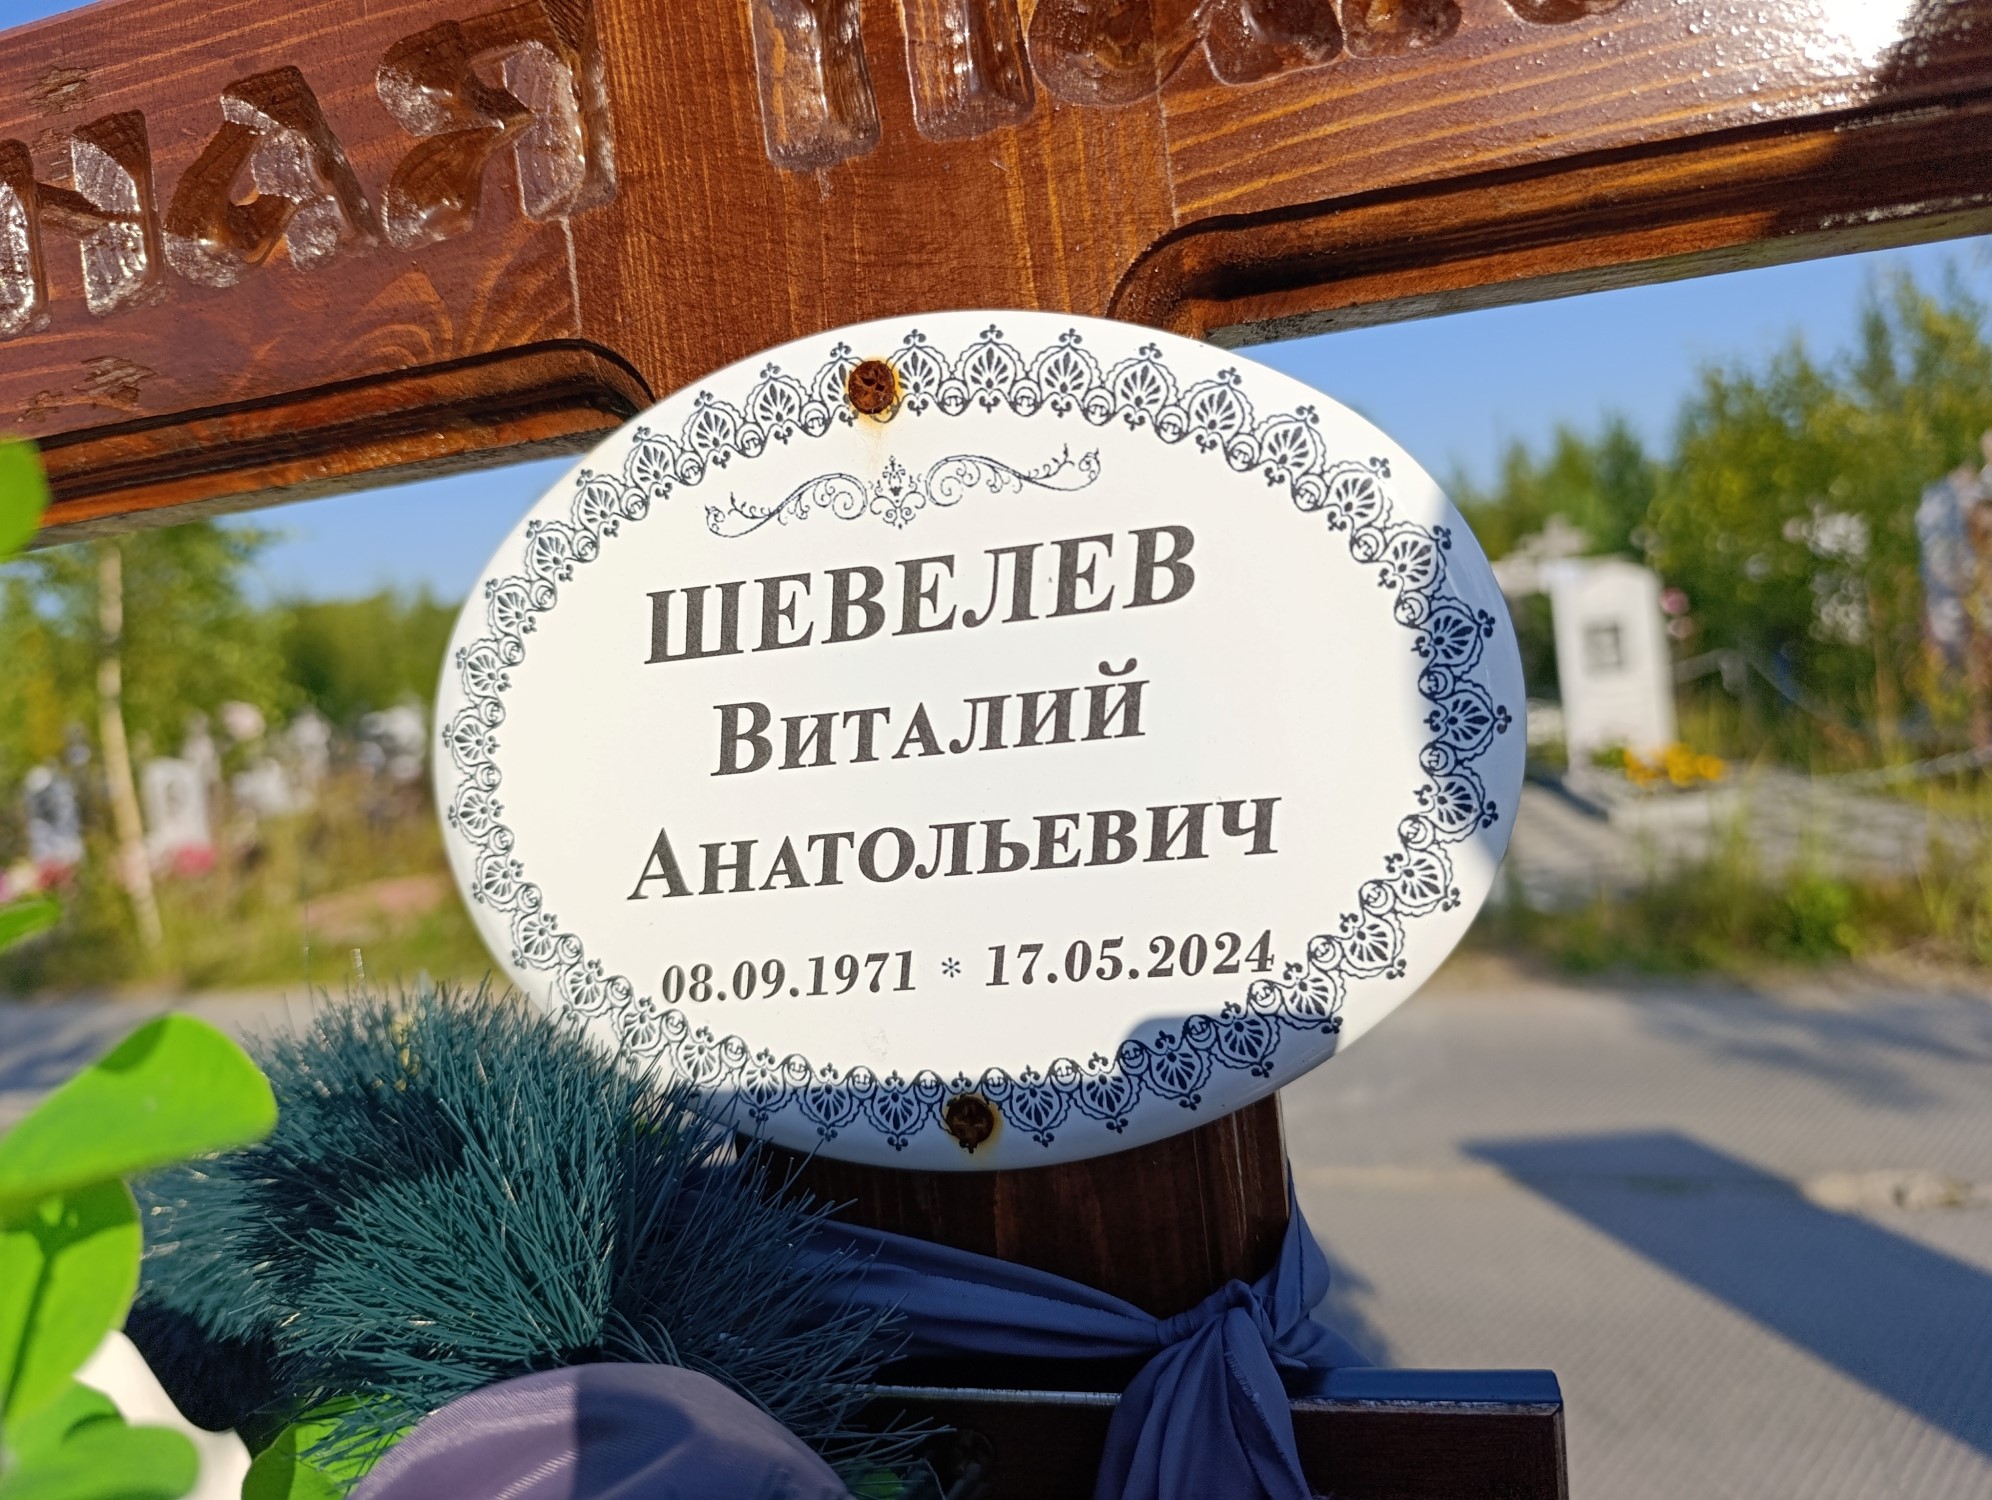 ШЕВЕЛЕВ
Виталий
Анатольевич
08.09.1971 * 17.05.2024